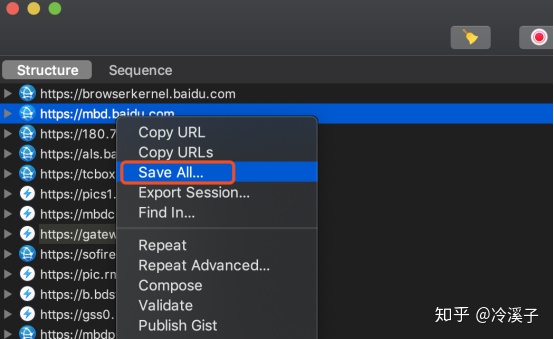 Structure
Sequence
https://browserkernel.baidu.com
https://mbd.baidu.com
https://180.7
https://als.ba
https://tcbox
https://pics1.
https://mbdc
https://gatew
https://sofire
https://pic.rn
https://b.bds
https://gss0.
https://mbdp
Copy URL
Copy URLs
Save All...
Export Session...
Find In...
Repeat
Repeat Advanced...
Compose
Validate
Publish Gist
知乎 @冷溪子